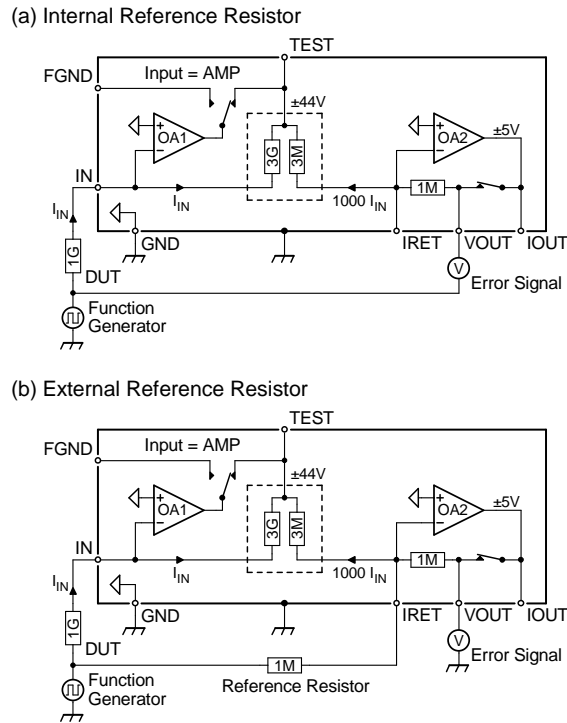 (a) Internal Reference Resistor
TEST
FGND
Input = AMP
±44V
OA1
3G
3M
OA2
±5V
IN
I_IN
I_IN
1000 I_IN
1M
1G
GND
IRET
VOUT
IOUT
DUT
V
Error Signal
Function
Generator
(b) External Reference Resistor
TEST
FGND
Input = AMP
±44V
OA1
3G
3M
OA2
±5V
IN
I_IN
I_IN
1000 I_IN
1M
1G
GND
IRET
VOUT
IOUT
DUT
V
Error Signal
1M
Function
Generator
Reference Resistor